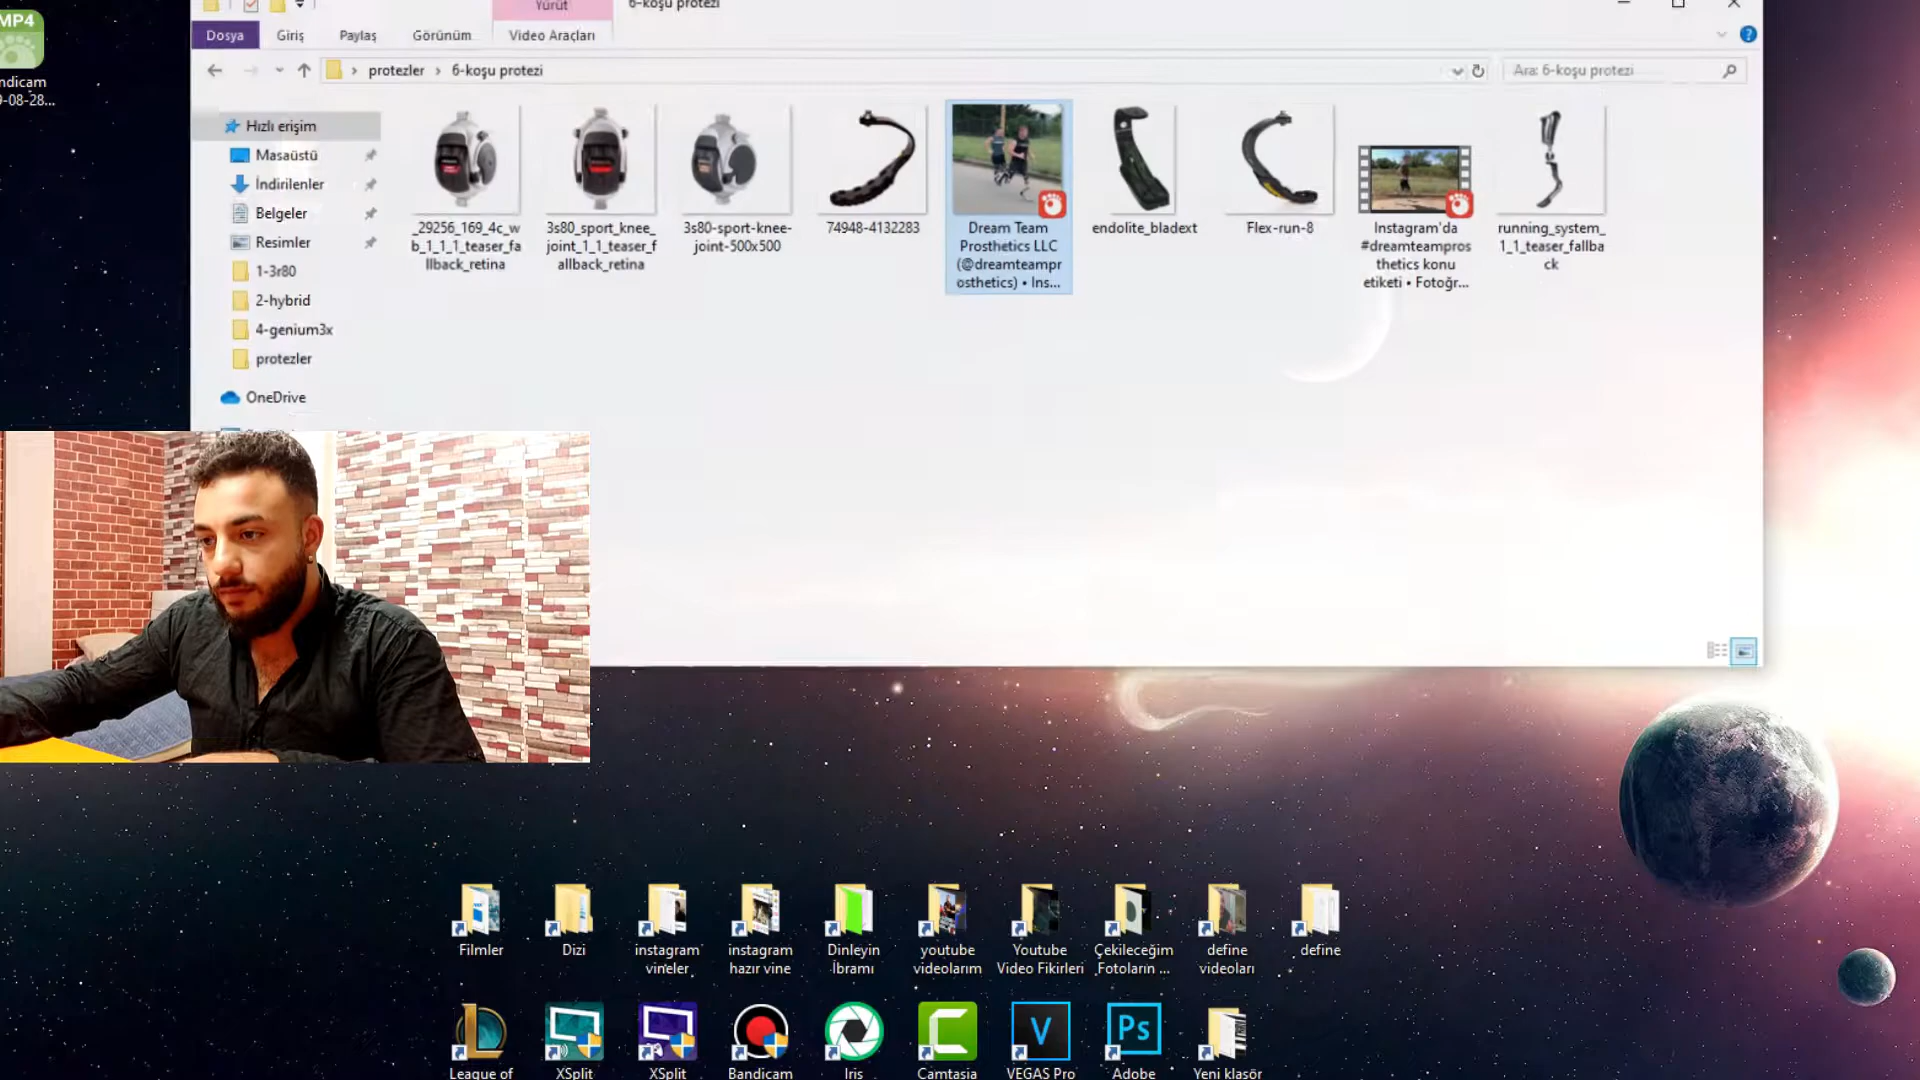 MP4
ndicam
9-08-28...
Yürüt
6-koşu protezi
Dosya
Giriş
Paylaş
Görünüm
Video Araçları
protezler
6-koşu protezi
Ara: 6-koşu protezi
Hızlı erişim
Masaüstü
İndirilenler
Belgeler
Resimler
1-3r80
2-hybrid
4-genium3x
protezler
OneDrive
_29256_169_4c_w
b_1_1_1_teaser_fa
llback_retina
3s80_sport_knee_
joint_1_1_teaser_f
allback_retina
3s80-sport-knee-
joint-500x500
74948-4132283
Dream Team
Prosthetics LLC
(@dreamteampr
osthetics) • Ins...
endolite_bladext
Flex-run-8
Instagram'da
#dreamteampros
thetics konu
etiketi • Fotoğr...
running_system_
1_1_teaser_fallba
ck
Filmler
Dizi
instagram
vineler
instagram
hazır vine
Dinleyin
İbramı
youtube
videolarım
Youtube
Video Fikirleri
Çekileceğim
Fotoların ...
define
videoları
define
League of
XSplit
XSplit
Bandicam
Iris
Camtasia
VEGAS Pro
Adobe
Yeni klasör
V
Ps